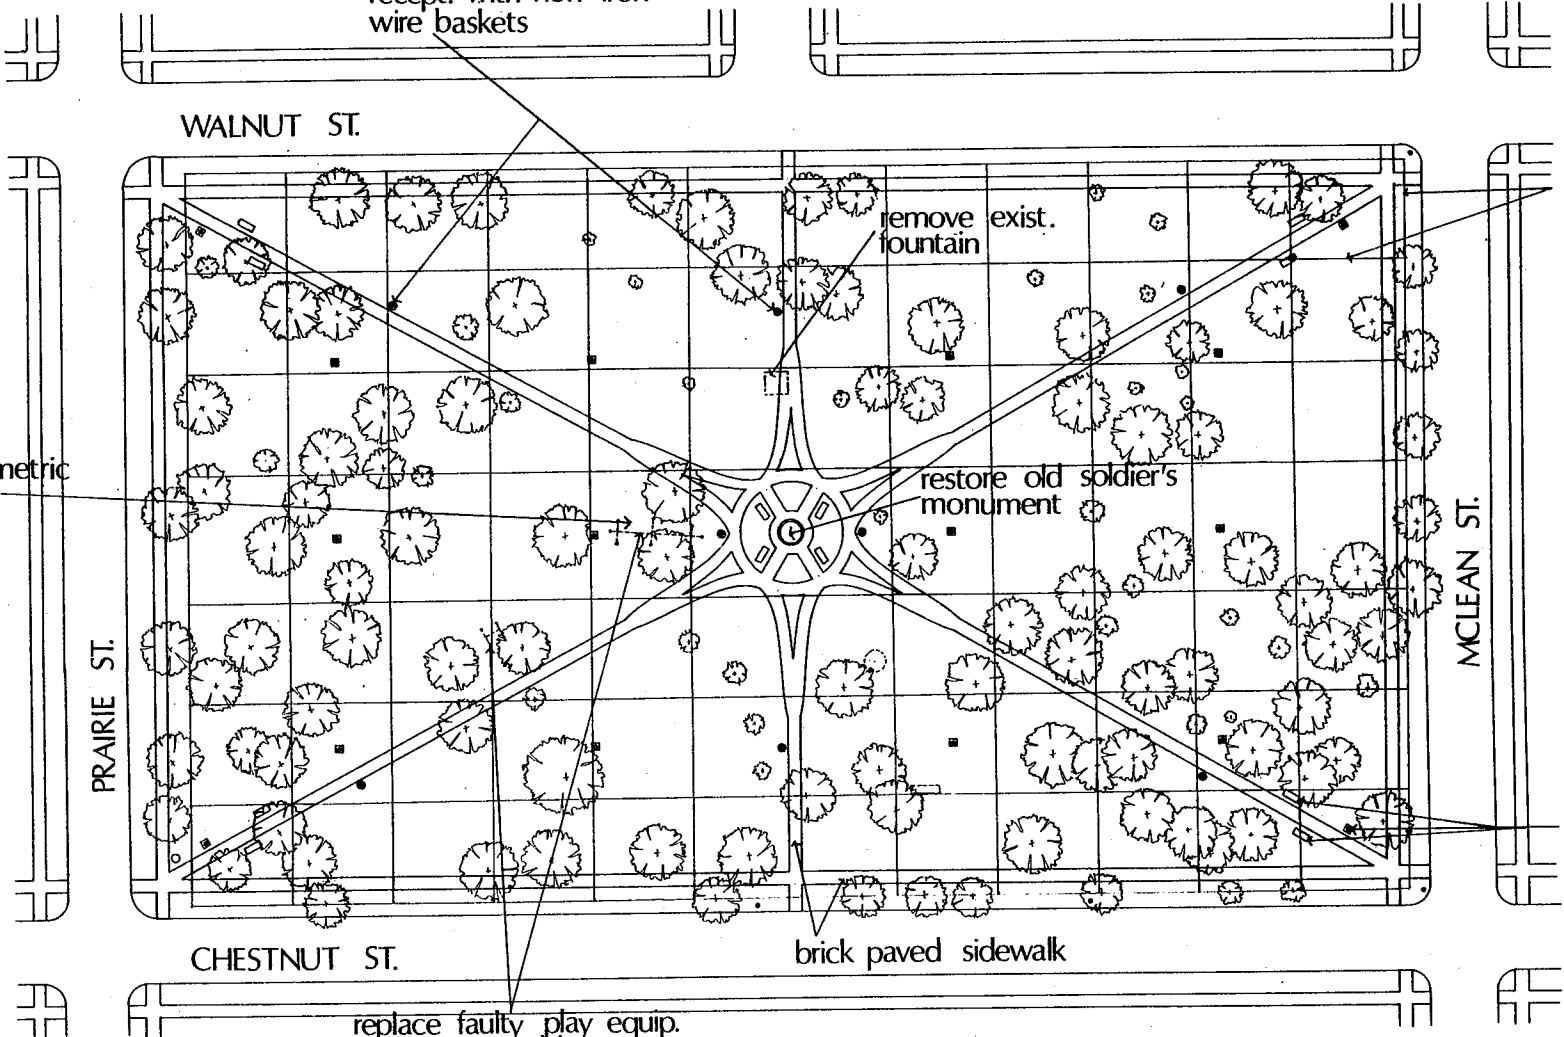 wire baskets
WALNUT ST.
remove exist.
fountain
restore old soldier's
monument
MCLEAN ST.
PRAIRIE ST.
brick paved sidewalk
CHESTNUT ST.
replace faulty play equip.